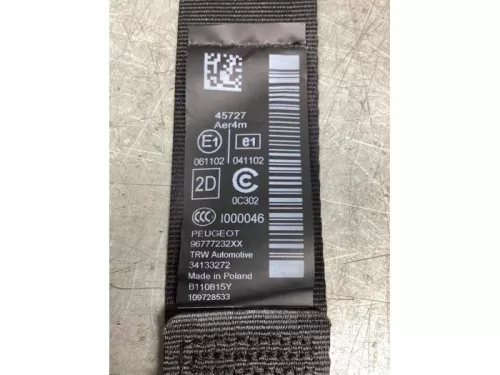 45727
Aer4m
E1 e1
061102 041102
2D C
0C302
CCC I000046
PEUGEOT
96777232XX
TRW Automotive
34133272
Made in Poland
B110815Y
109728533